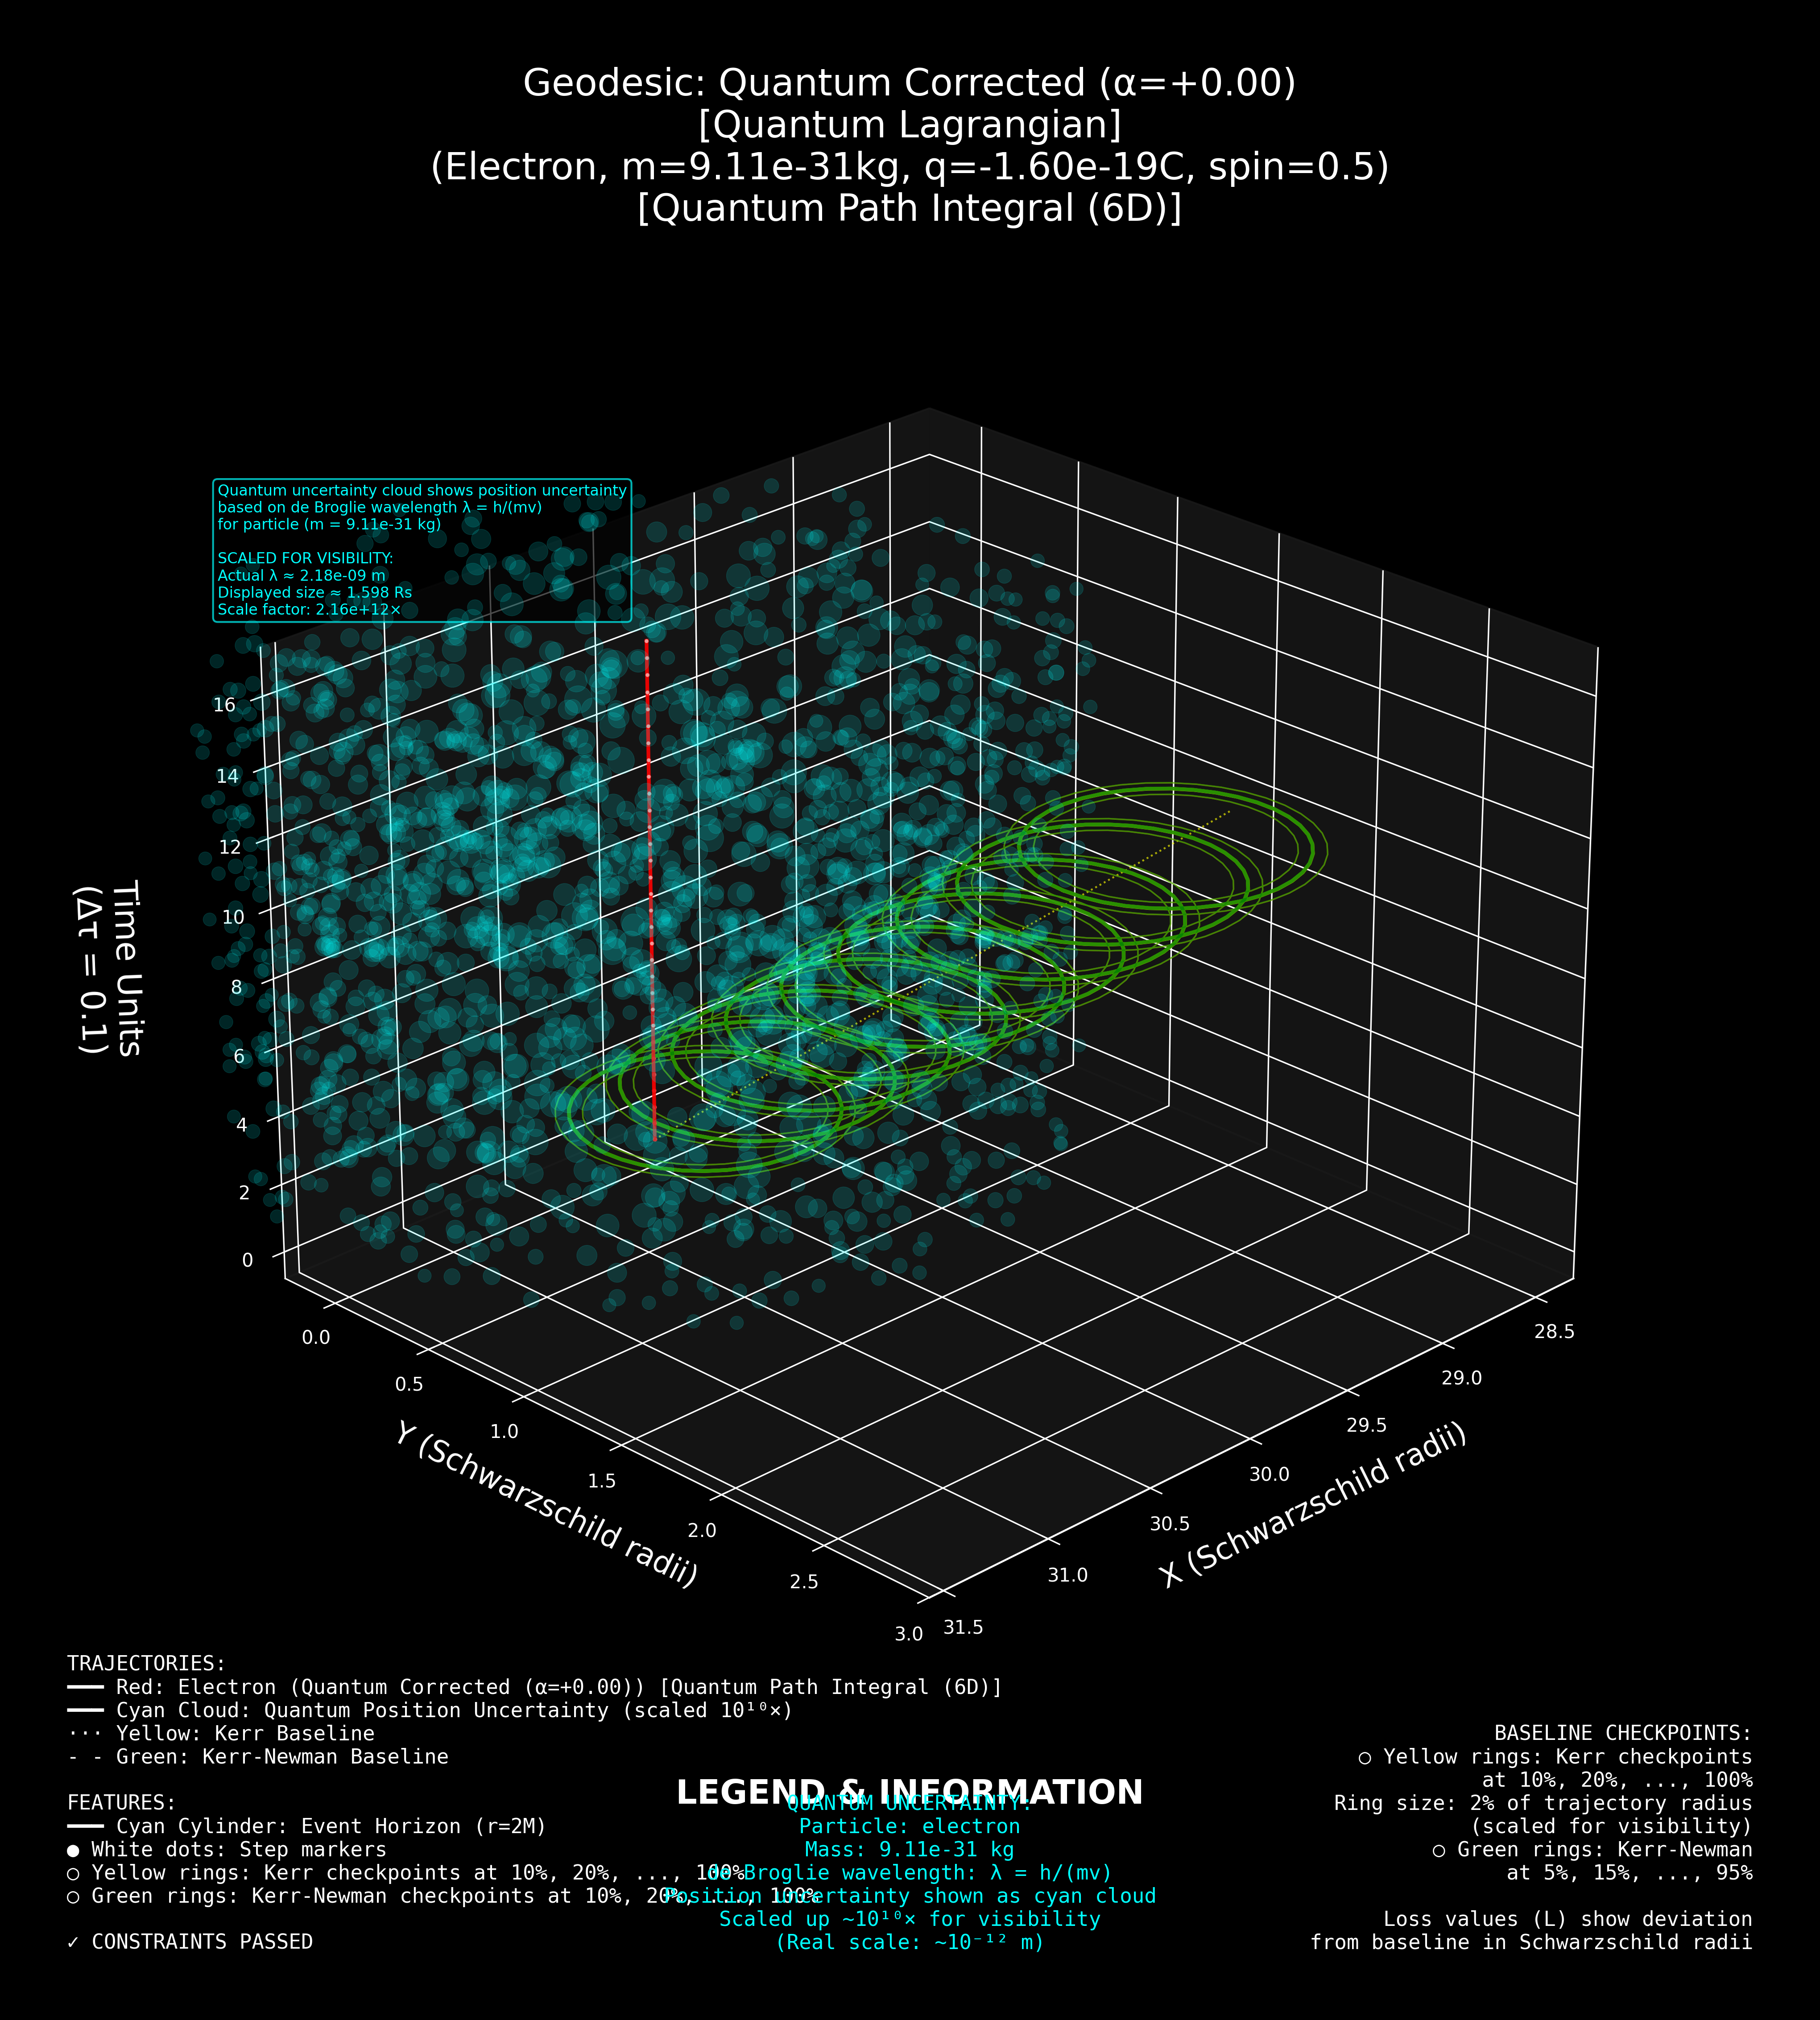 Geodesic: Quantum Corrected (α=+0.00)
[Quantum Lagrangian]
(Electron, m=9.11e-31kg, q=-1.60e-19C, spin=0.5)
[Quantum Path Integral (6D)]
Quantum uncertainty cloud shows position uncertainty
based on de Broglie wavelength λ = h/(mv)
for particle (m = 9.11e-31 kg)
SCALED FOR VISIBILITY:
Actual λ ≈ 2.18e-09 m
Displayed size ≈ 1.598 Rs
Scale factor: 2.16e+12×
16
14
12
10
8
6
4
2
0
Time Units
(Δτ = 0.1)
0.0
0.5
1.0
1.5
2.0
2.5
3.0
Y (Schwarzschild radii)
31.5
31.0
30.5
30.0
29.5
29.0
28.5
X (Schwarzschild radii)
TRAJECTORIES:
Red: Electron (Quantum Corrected (α=+0.00)) [Quantum Path Integral (6D)]
Cyan Cloud: Quantum Position Uncertainty (scaled 10¹⁰×)
··· Yellow: Kerr Baseline
- - Green: Kerr-Newman Baseline
FEATURES:
Cyan Cylinder: Event Horizon (r=2M)
● White dots: Step markers
○ Yellow rings: Kerr checkpoints at 10%, 20%, ..., 100%
○ Green rings: Kerr-Newman checkpoints at 10%, 20%, ..., 100%
✓ CONSTRAINTS PASSED
LEGEND & INFORMATION
QUANTUM UNCERTAINTY:
Particle: electron
Mass: 9.11e-31 kg
de Broglie wavelength: λ = h/(mv)
Position uncertainty shown as cyan cloud
Scaled up ~10¹⁰× for visibility
(Real scale: ~10⁻¹² m)
BASELINE CHECKPOINTS:
○ Yellow rings: Kerr checkpoints
at 10%, 20%, ..., 100%
Ring size: 2% of trajectory radius
(scaled for visibility)
○ Green rings: Kerr-Newman
at 5%, 15%, ..., 95%
Loss values (L) show deviation
from baseline in Schwarzschild radii